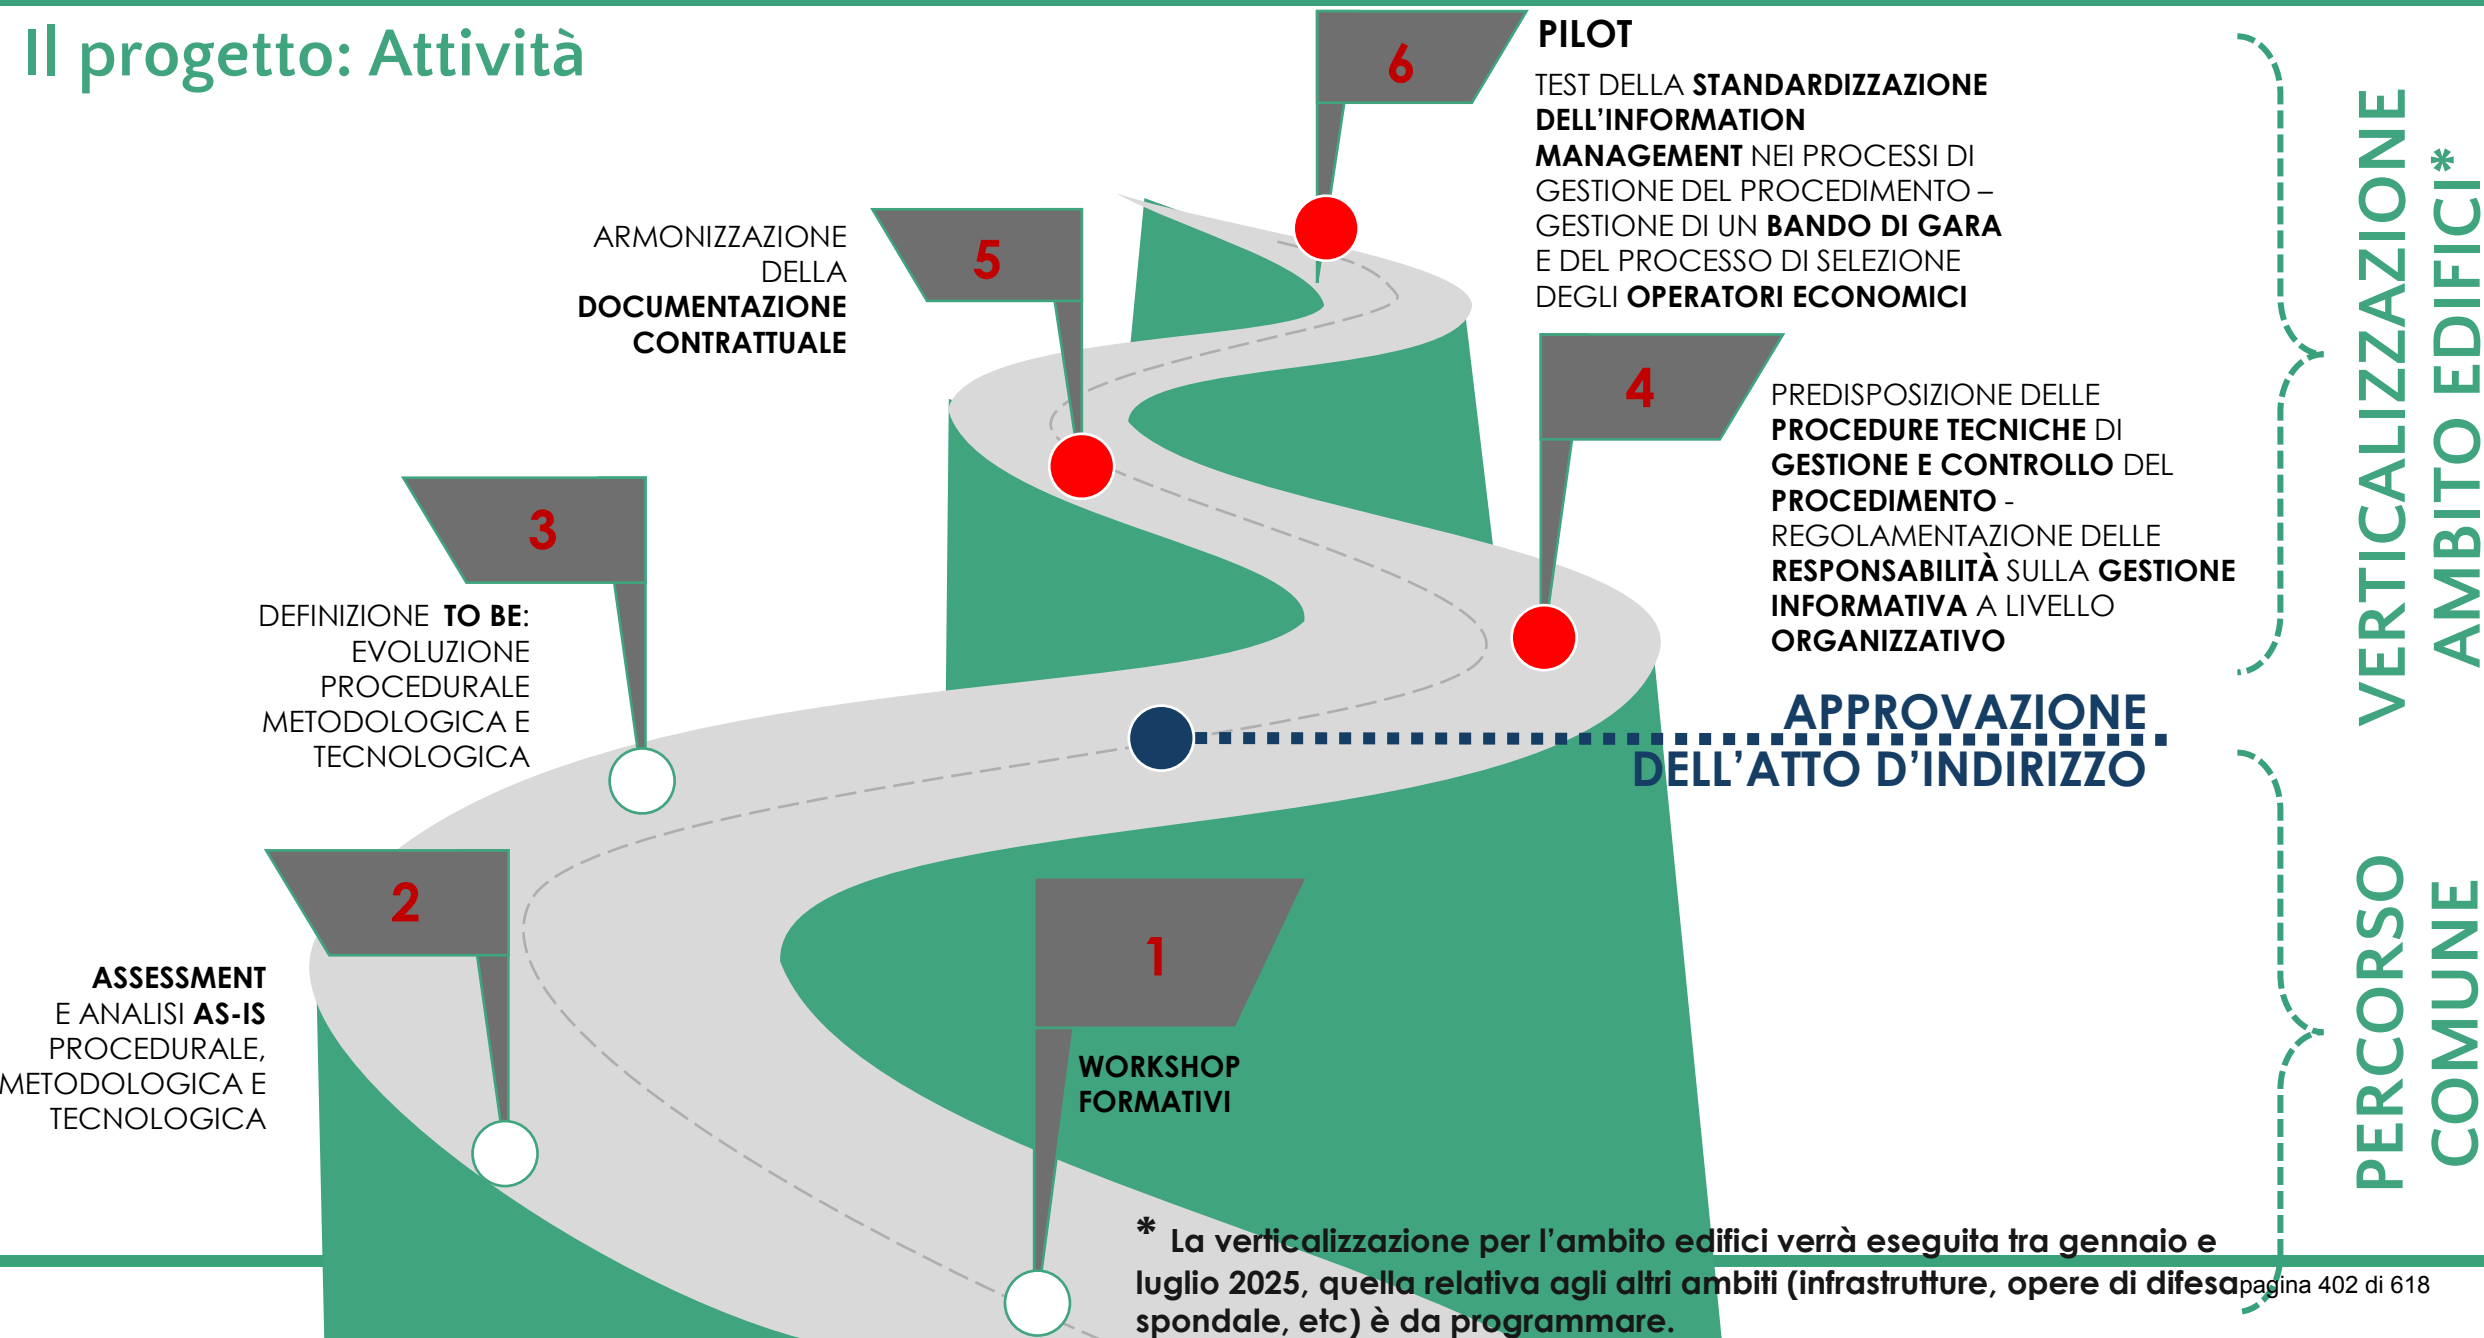 Il progetto: Attività
6
PILOT
TEST DELLA STANDARDIZZAZIONE
DELL’INFORMATION
MANAGEMENT NEI PROCESSI DI
GESTIONE DEL PROCEDIMENTO –
GESTIONE DI UN BANDO DI GARA
E DEL PROCESSO DI SELEZIONE
DEGLI OPERATORI ECONOMICI
5
ARMONIZZAZIONE
DELLA
DOCUMENTAZIONE
CONTRATTUALE
4
PREDISPOSIZIONE DELLE
PROCEDURE TECNICHE DI
GESTIONE E CONTROLLO DEL
PROCEDIMENTO -
REGOLAMENTAZIONE DELLE
RESPONSABILITÀ SULLA GESTIONE
INFORMATIVA A LIVELLO
ORGANIZZATIVO
VERTICALIZZAZIONE
AMBITO EDIFICI*
3
DEFINIZIONE TO BE:
EVOLUZIONE
PROCEDURALE
METODOLOGICA E
TECNOLOGICA
APPROVAZIONE
DELL’ATTO D’INDIRIZZO
2
ASSESSMENT
E ANALISI AS-IS
PROCEDURALE,
METODOLOGICA E
TECNOLOGICA
1
WORKSHOP
FORMATIVI
PERCORSO
COMUNE
* La verticalizzazione per l’ambito edifici verrà eseguita tra gennaio e
luglio 2025, quella relativa agli altri ambiti (infrastrutture, opere di difesa
spondale, etc) è da programmare.
pagina 402 di 618